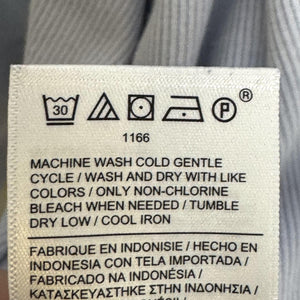 30 P ®
1166
MACHINE WASH COLD GENTLE
CYCLE / WASH AND DRY WITH LIKE
COLORS / ONLY NON-CHLORINE
BLEACH WHEN NEEDED / TUMBLE
DRY LOW / COOL IRON
FABRIQUE EN INDONISIE / HECHO EN
INDONESIA CON TELA IMPORTADA /
FABRICADO NA INDONÉSIA /
ΚΑΤΑΣΚΕΥΑΣΤΗΚΕ ΣΤΗΝ ΙΝΔΟΝΗΣΙΑ /